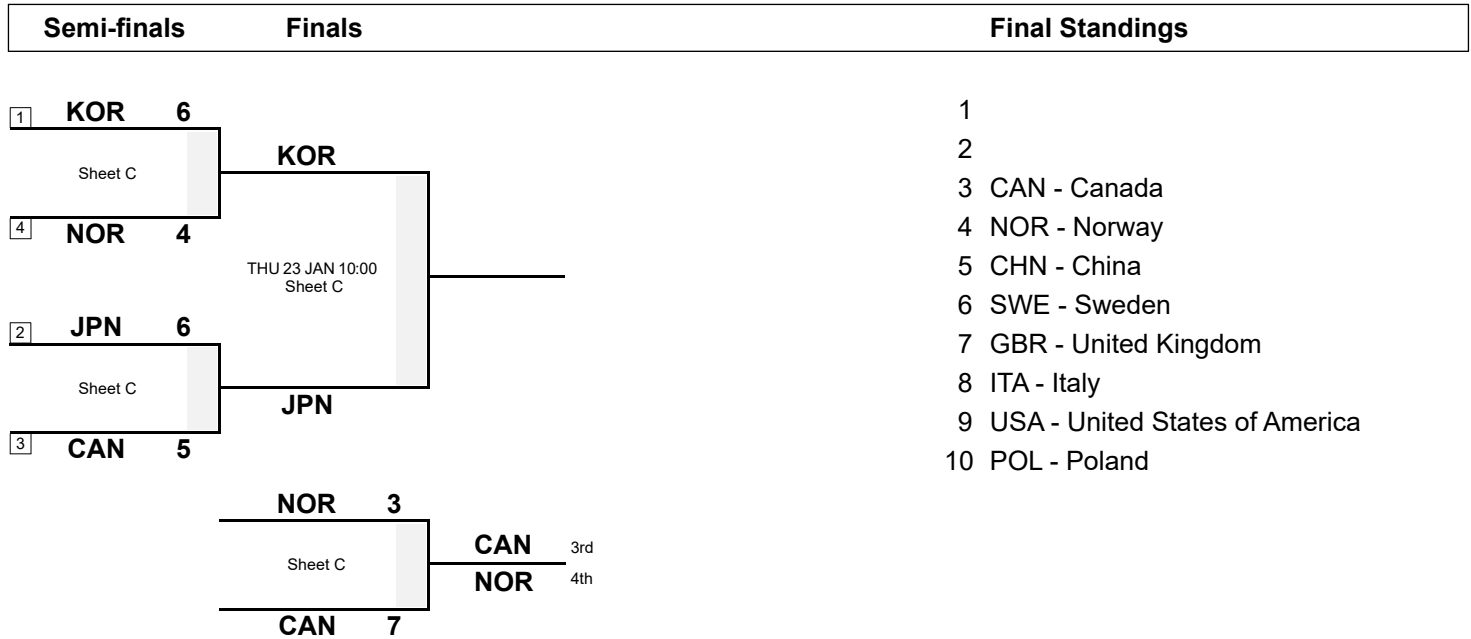 Semi-finals Finals Final Standings
1 KOR 6
Sheet C
4 NOR 4
KOR
THU 23 JAN 10:00
Sheet C
JPN
2 JPN 6
Sheet C
3 CAN 5
NOR 3
Sheet C
CAN 7
CAN 3rd
NOR 4th
1
2
3 CAN - Canada
4 NOR - Norway
5 CHN - China
6 SWE - Sweden
7 GBR - United Kingdom
8 ITA - Italy
9 USA - United States of America
10 POL - Poland